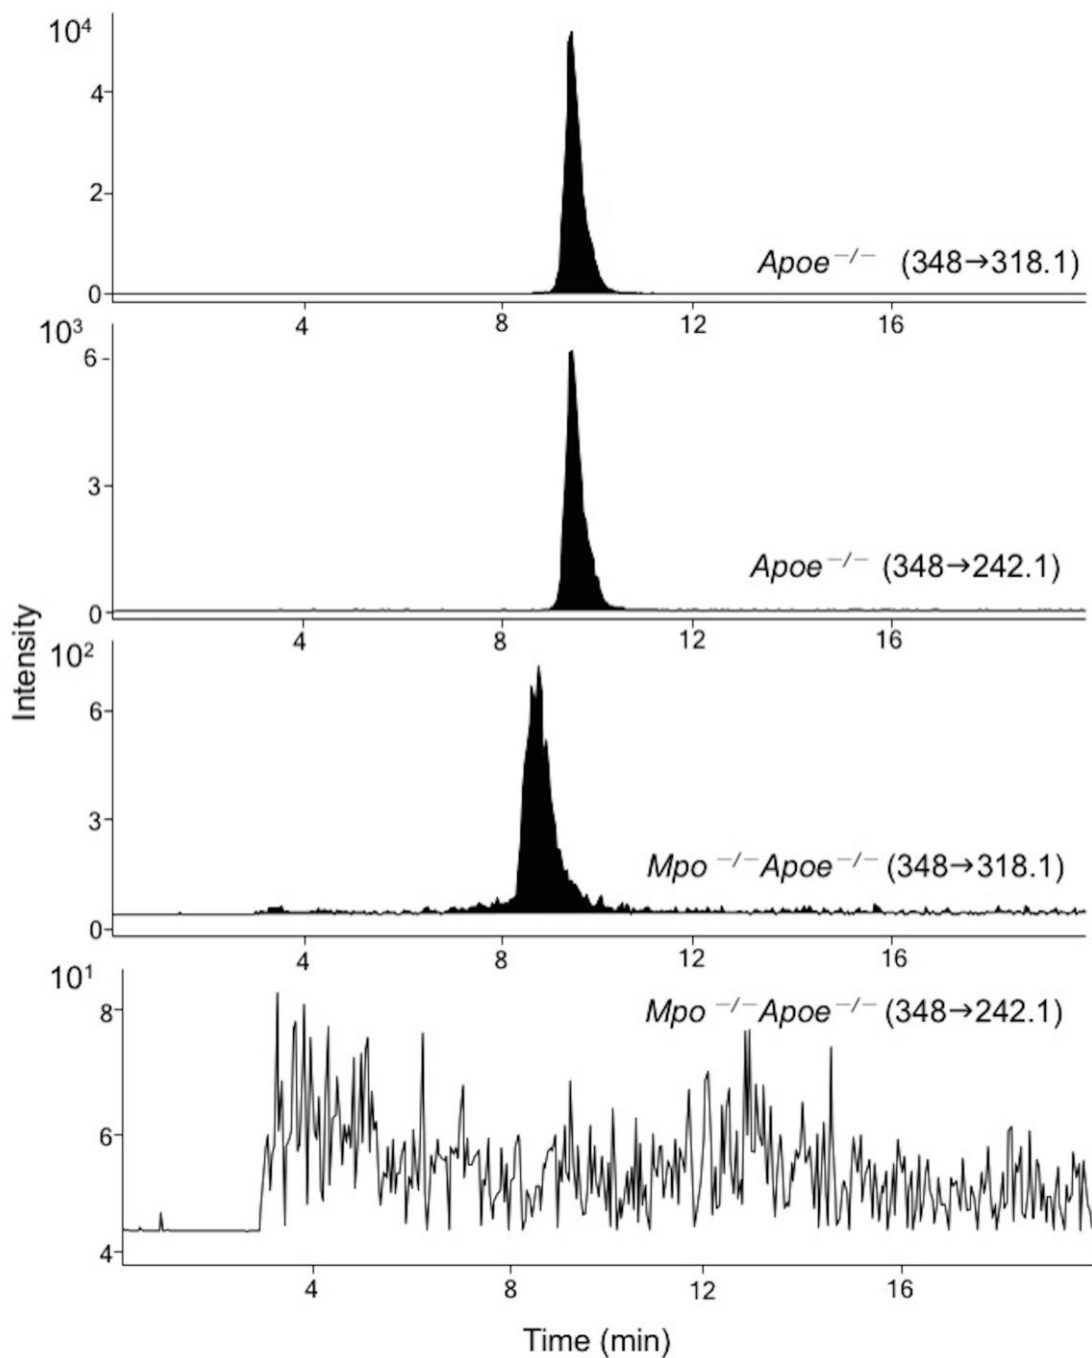 10⁴
4
2
0
Apoe⁻/⁻ (348→318.1)
4 8 12 16
10³
6
3
0
Apoe⁻/⁻ (348→242.1)
4 8 12 16
Intensity
10²
6
3
0
Mpo⁻/⁻Apoe⁻/⁻ (348→318.1)
4 8 12 16
10¹
8
6
4
Mpo⁻/⁻Apoe⁻/⁻ (348→242.1)
4 8 12 16
Time (min)